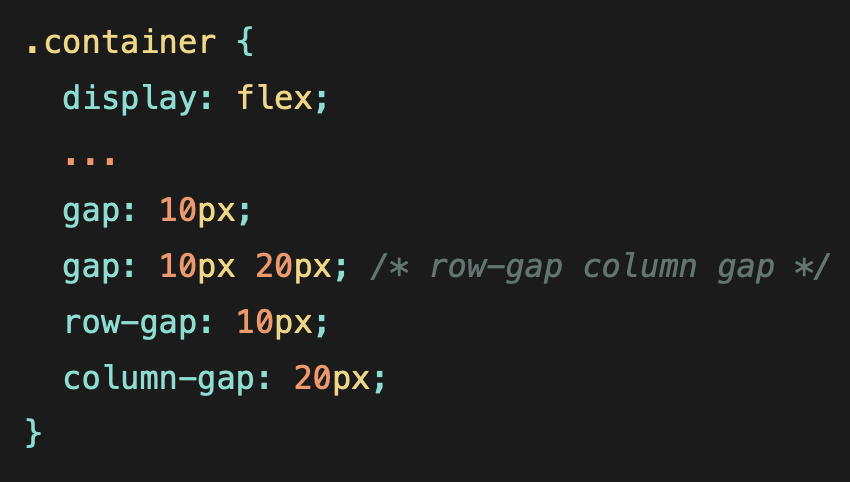 .container {
  display: flex;
  ...
  gap: 10px;
  gap: 10px 20px; /* row-gap column gap */
  row-gap: 10px;
  column-gap: 20px;
}